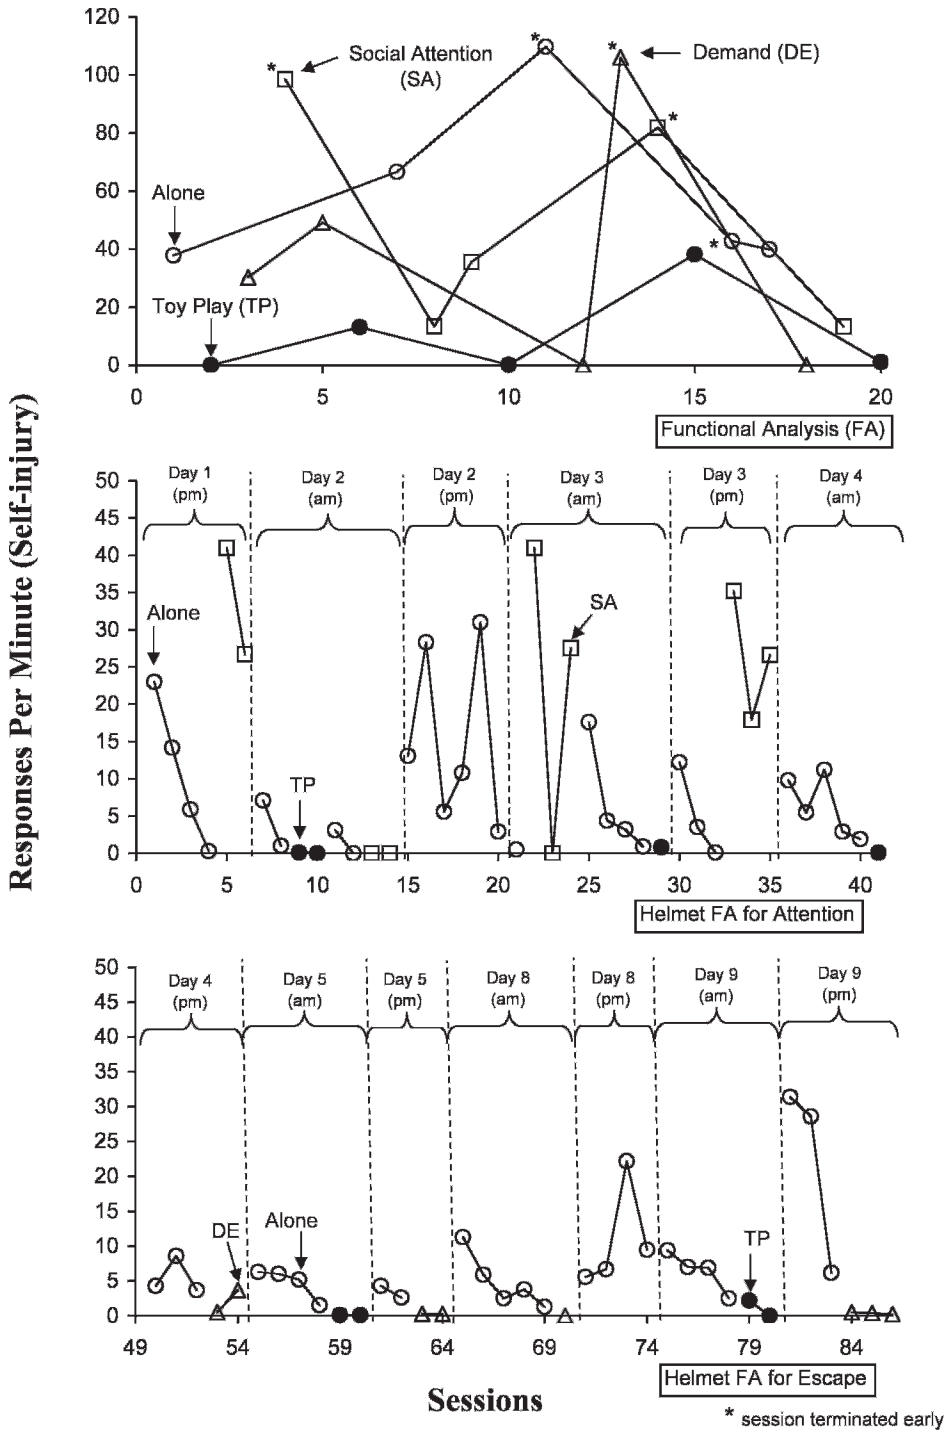 120
100
80
60
40
20
0
* Social Attention
(SA)
*
* Demand (DE)
*
*
Alone
Toy Play (TP)
0 5 10 15 20
Functional Analysis (FA)
Responses Per Minute (Self-injury)
50
45
40
35
30
25
20
15
10
5
0
Day 1
(pm)
Day 2
(am)
Day 2
(pm)
Day 3
(am)
Day 3
(pm)
Day 4
(am)
Alone
TP
SA
0 5 10 15 20 25 30 35 40
Helmet FA for Attention
50
45
40
35
30
25
20
15
10
5
0
Day 4
(pm)
Day 5
(am)
Day 5
(pm)
Day 8
(am)
Day 8
(pm)
Day 9
(am)
Day 9
(pm)
DE
Alone
TP
49 54 59 64 69 74 79 84
Helmet FA for Escape
Sessions
* session terminated early